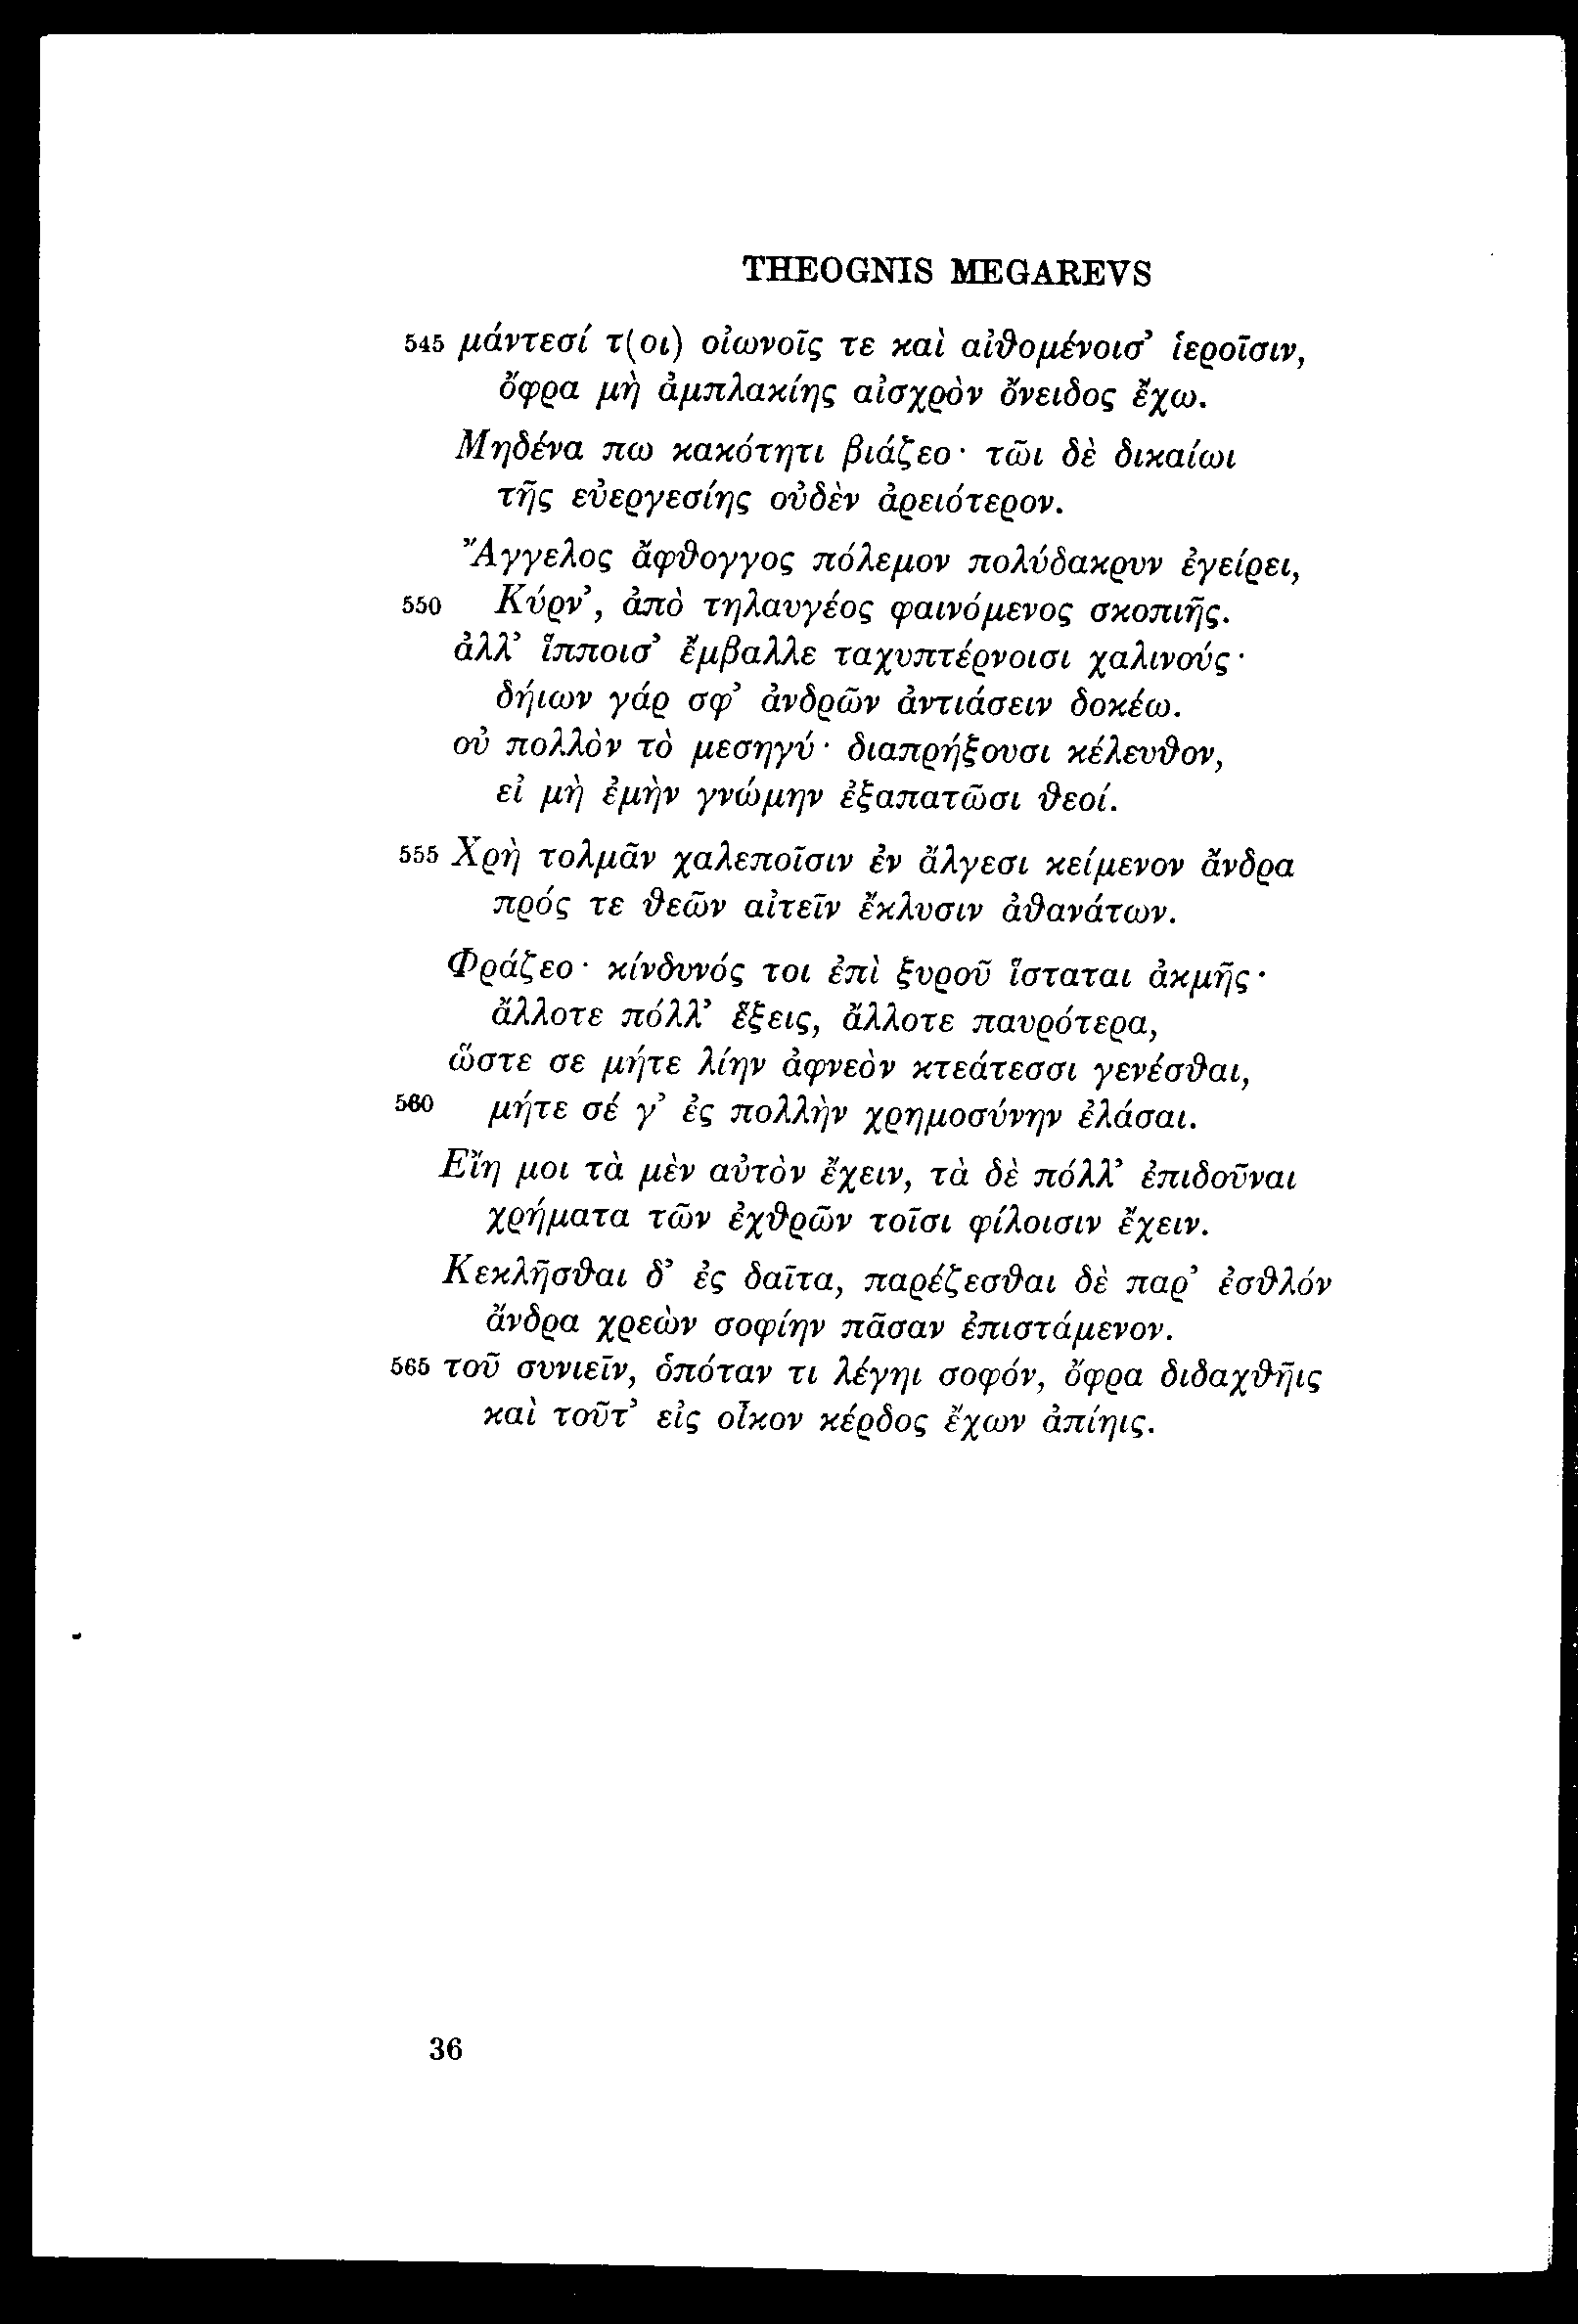 THEOGNIS MEGAREVS
545 μάντεσί τ(οι) οἰωνοῖς τε καὶ αἰθομένοισ’ ἱεροῖσιν,
ὄφρα μὴ ἀμπλακίης αἰσχρὸν ὄνειδος ἔχω.
Μηδένα πω κακότητι βιάζεο· τῶι δὲ δικαίωι
τῆς εὐεργεσίης οὐδὲν ἀρειότερον.
Ἄγγελος ἄφθογγος πόλεμον πολύδακρυν ἐγείρει,
550 Κύρν’, ἀπὸ τηλαυγέος φαινόμενος σκοπιῆς.
ἀλλ’ ἵπποισ’ ἔμβαλλε ταχυπτέρνοισι χαλινούς·
δήιων γάρ σφ’ ἀνδρῶν ἀντιάσειν δοκέω.
οὐ πολλὸν τὸ μεσηγύ· διαπρήξουσι κέλευθον,
εἰ μὴ ἐμὴν γνώμην ἐξαπατῶσι θεοί.
555 Χρὴ τολμᾶν χαλεποῖσιν ἐν ἄλγεσι κείμενον ἄνδρα
πρός τε θεῶν αἰτεῖν ἔκλυσιν ἀθανάτων.
Φράζεο· κίνδυνός τοι ἐπὶ ξυροῦ ἵσταται ἀκμῆς·
ἄλλοτε πόλλ’ ἕξεις, ἄλλοτε παυρότερα,
ὥστε σε μήτε λίην ἀφνεὸν κτεάτεσσι γενέσθαι,
560 μήτε σέ γ’ ἐς πολλὴν χρημοσύνην ἐλάσαι.
Εἴη μοι τὰ μὲν αὐτὸν ἔχειν, τὰ δὲ πόλλ’ ἐπιδοῦναι
χρήματα τῶν ἐχθρῶν τοῖσι φίλοισιν ἔχειν.
Κεκλῆσθαι δ’ ἐς δαῖτα, παρέζεσθαι δὲ παρ’ ἐσθλόν
ἄνδρα χρεὼν σοφίην πᾶσαν ἐπιστάμενον.
565 τοῦ συνιεῖν, ὁπόταν τι λέγηι σοφόν, ὄφρα διδαχθῆις
καὶ τοῦτ’ εἰς οἶκον κέρδος ἔχων ἀπίηις.
36